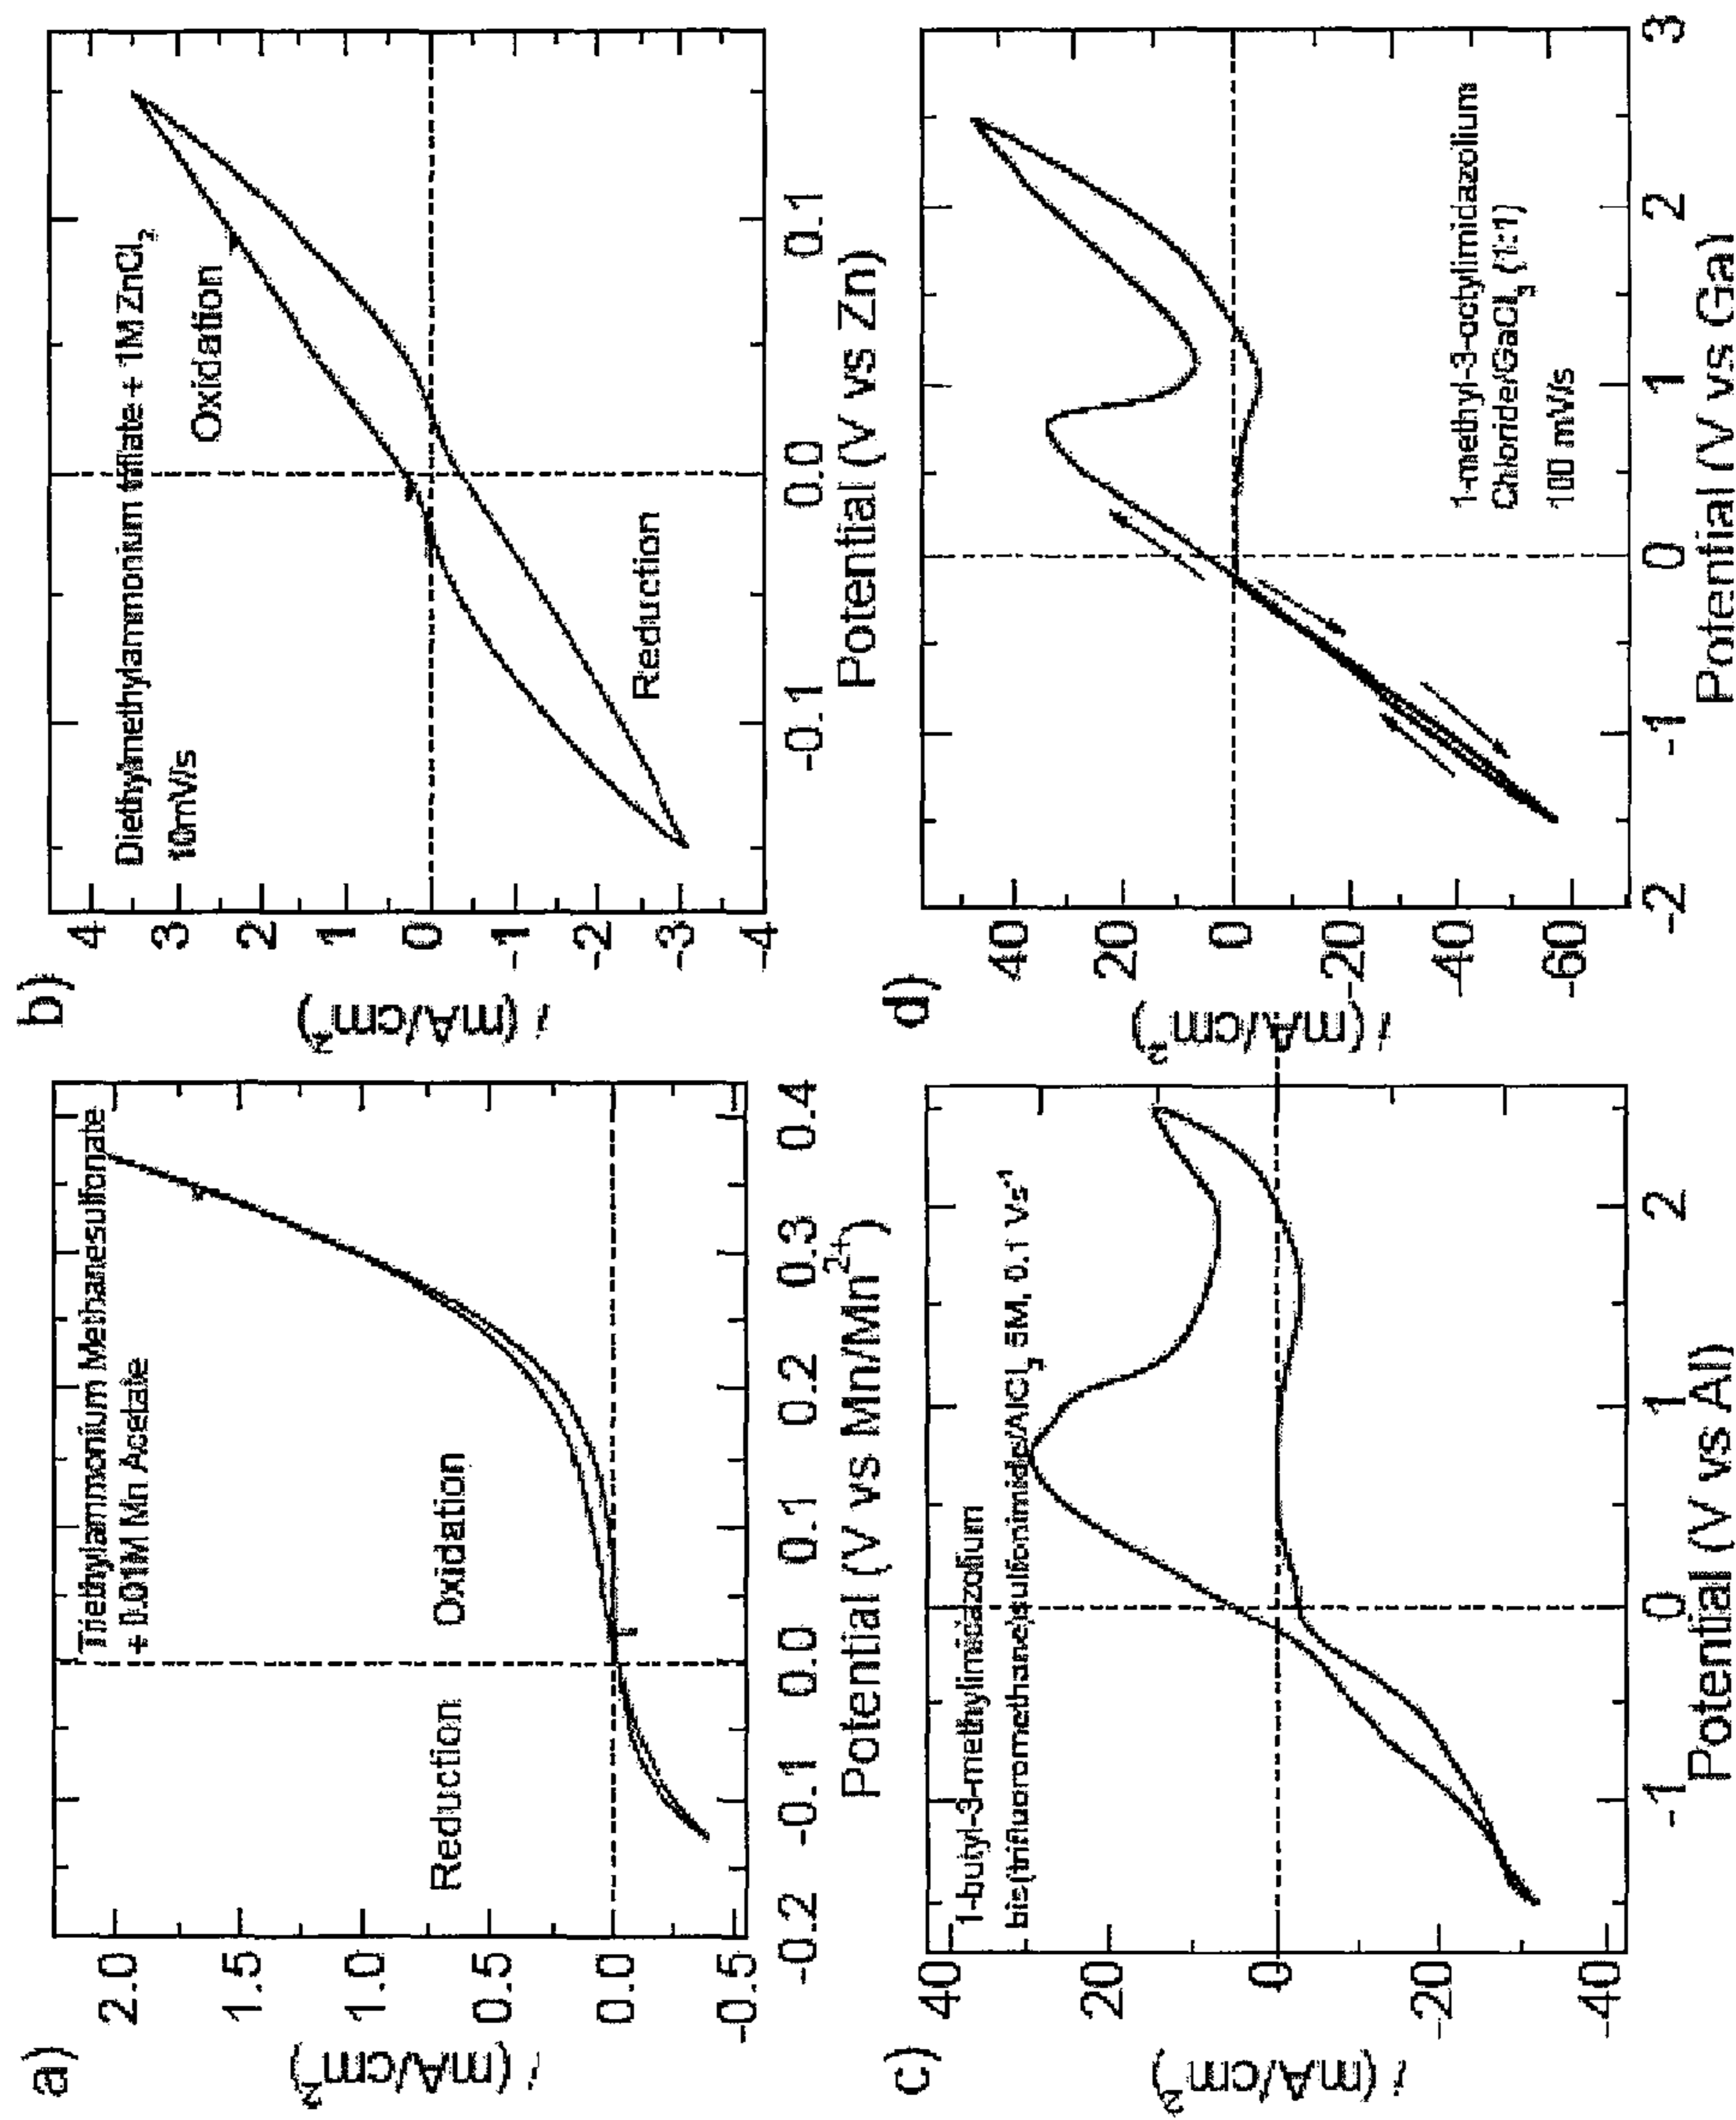 a)
i (mA/cm²)
2.0
1.5
1.0
0.5
0.0
-0.5
Triethylammonium Methanesulfonate
+ 0.01M Mn Acetate
Reduction
Oxidation
-0.2 -0.1 0.0 0.1 0.2 0.3 0.4
Potential (V vs Mn/Mn²⁺)
b)
i (mA/cm²)
4
3
2
1
0
-1
-2
-3
-4
Diethylmethylammonium triflate + 1M ZnCl₂
10mV/s
Oxidation
Reduction
-0.1 0.0 0.1
Potential (V vs Zn)
c)
i (mA/cm²)
40
20
0
-20
-40
1-butyl-3-methylimidazolium
bis(trifluoromethane)sulfonimide/AlCl₃ 5M, 0.1 Vs⁻¹
-1 0 1 2
Potential (V vs Al)
d)
i (mA/cm²)
40
20
0
-20
-40
-60
1-methyl-3-octylimidazolium
Chloride/GaCl₃ (1:1)
100 mV/s
-2 -1 0 1 2 3
Potential (V vs Ga)